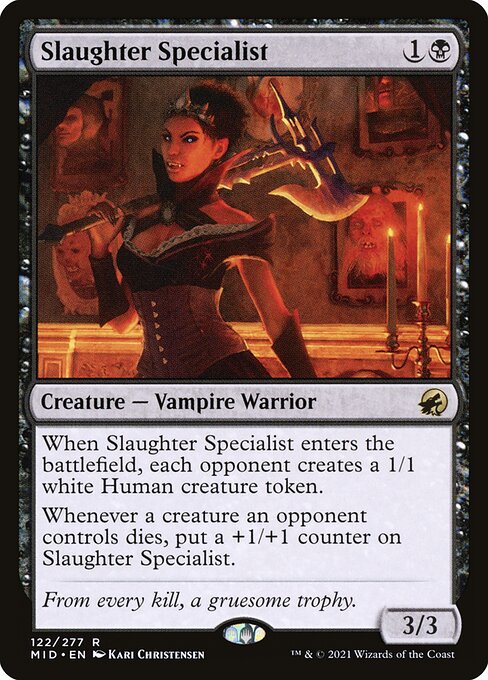 Slaughter Specialist 1
Creature — Vampire Warrior
When Slaughter Specialist enters the
battlefield, each opponent creates a 1/1
white Human creature token.
Whenever a creature an opponent
controls dies, put a +1/+1 counter on
Slaughter Specialist.
From every kill, a gruesome trophy.
3/3
122/277 R
MID • EN Kari Christensen
™ & © 2021 Wizards of the Coast